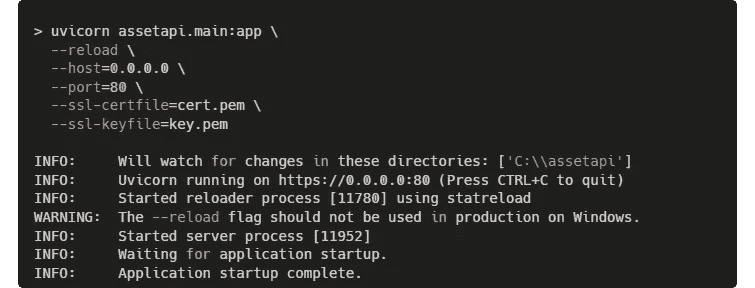 > uvicorn assetapi.main:app \
--reload \
--host=0.0.0.0 \
--port=80 \
--ssl-certfile=cert.pem \
--ssl-keyfile=key.pem
INFO: Will watch for changes in these directories: ['C:\\assetapi']
INFO: Uvicorn running on https://0.0.0.0:80 (Press CTRL+C to quit)
INFO: Started reloader process [11780] using statreload
WARNING: The --reload flag should not be used in production on Windows.
INFO: Started server process [11952]
INFO: Waiting for application startup.
INFO: Application startup complete.